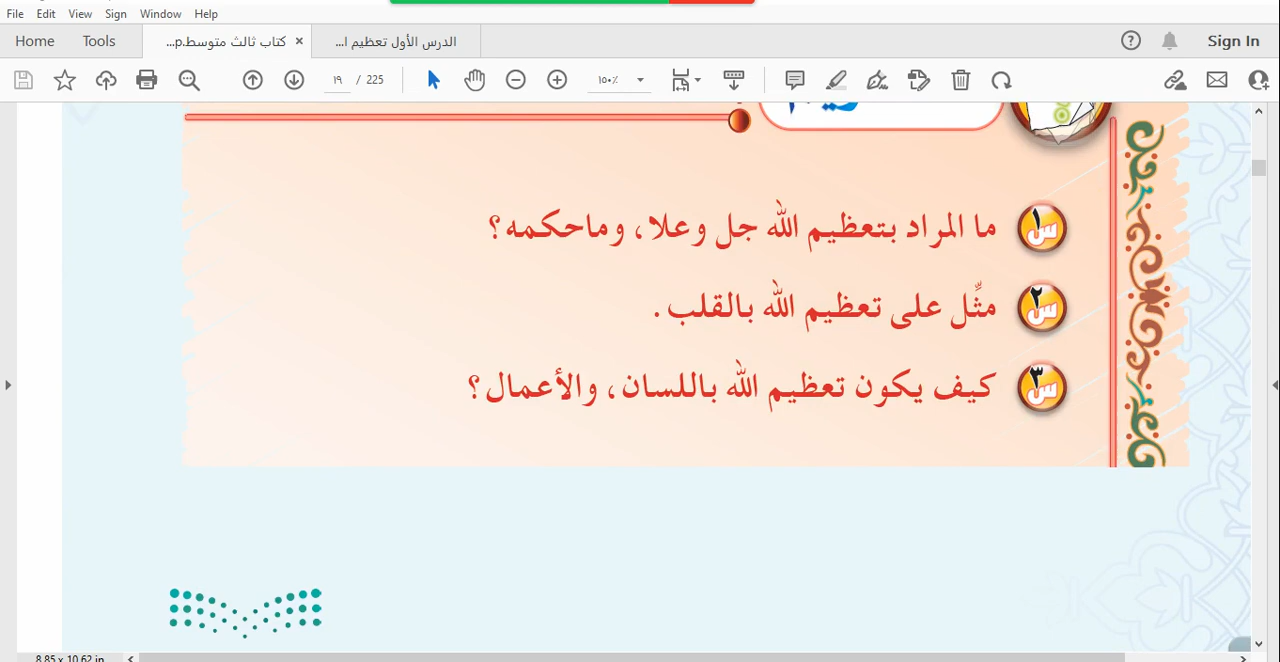 File Edit View Sign Window Help
Home Tools كتاب ثالث متوسط.p... × الدرس الأول تعظيم ا... Sign In
١٩ / 225 ١٥٠٪
س١ ما المراد بتعظيم الله جل وعلا، وماحكمه؟
س٢ مثِّل على تعظيم الله بالقلب.
س٣ كيف يكون تعظيم الله باللسان، والأعمال؟
8.85 x 10.62 in